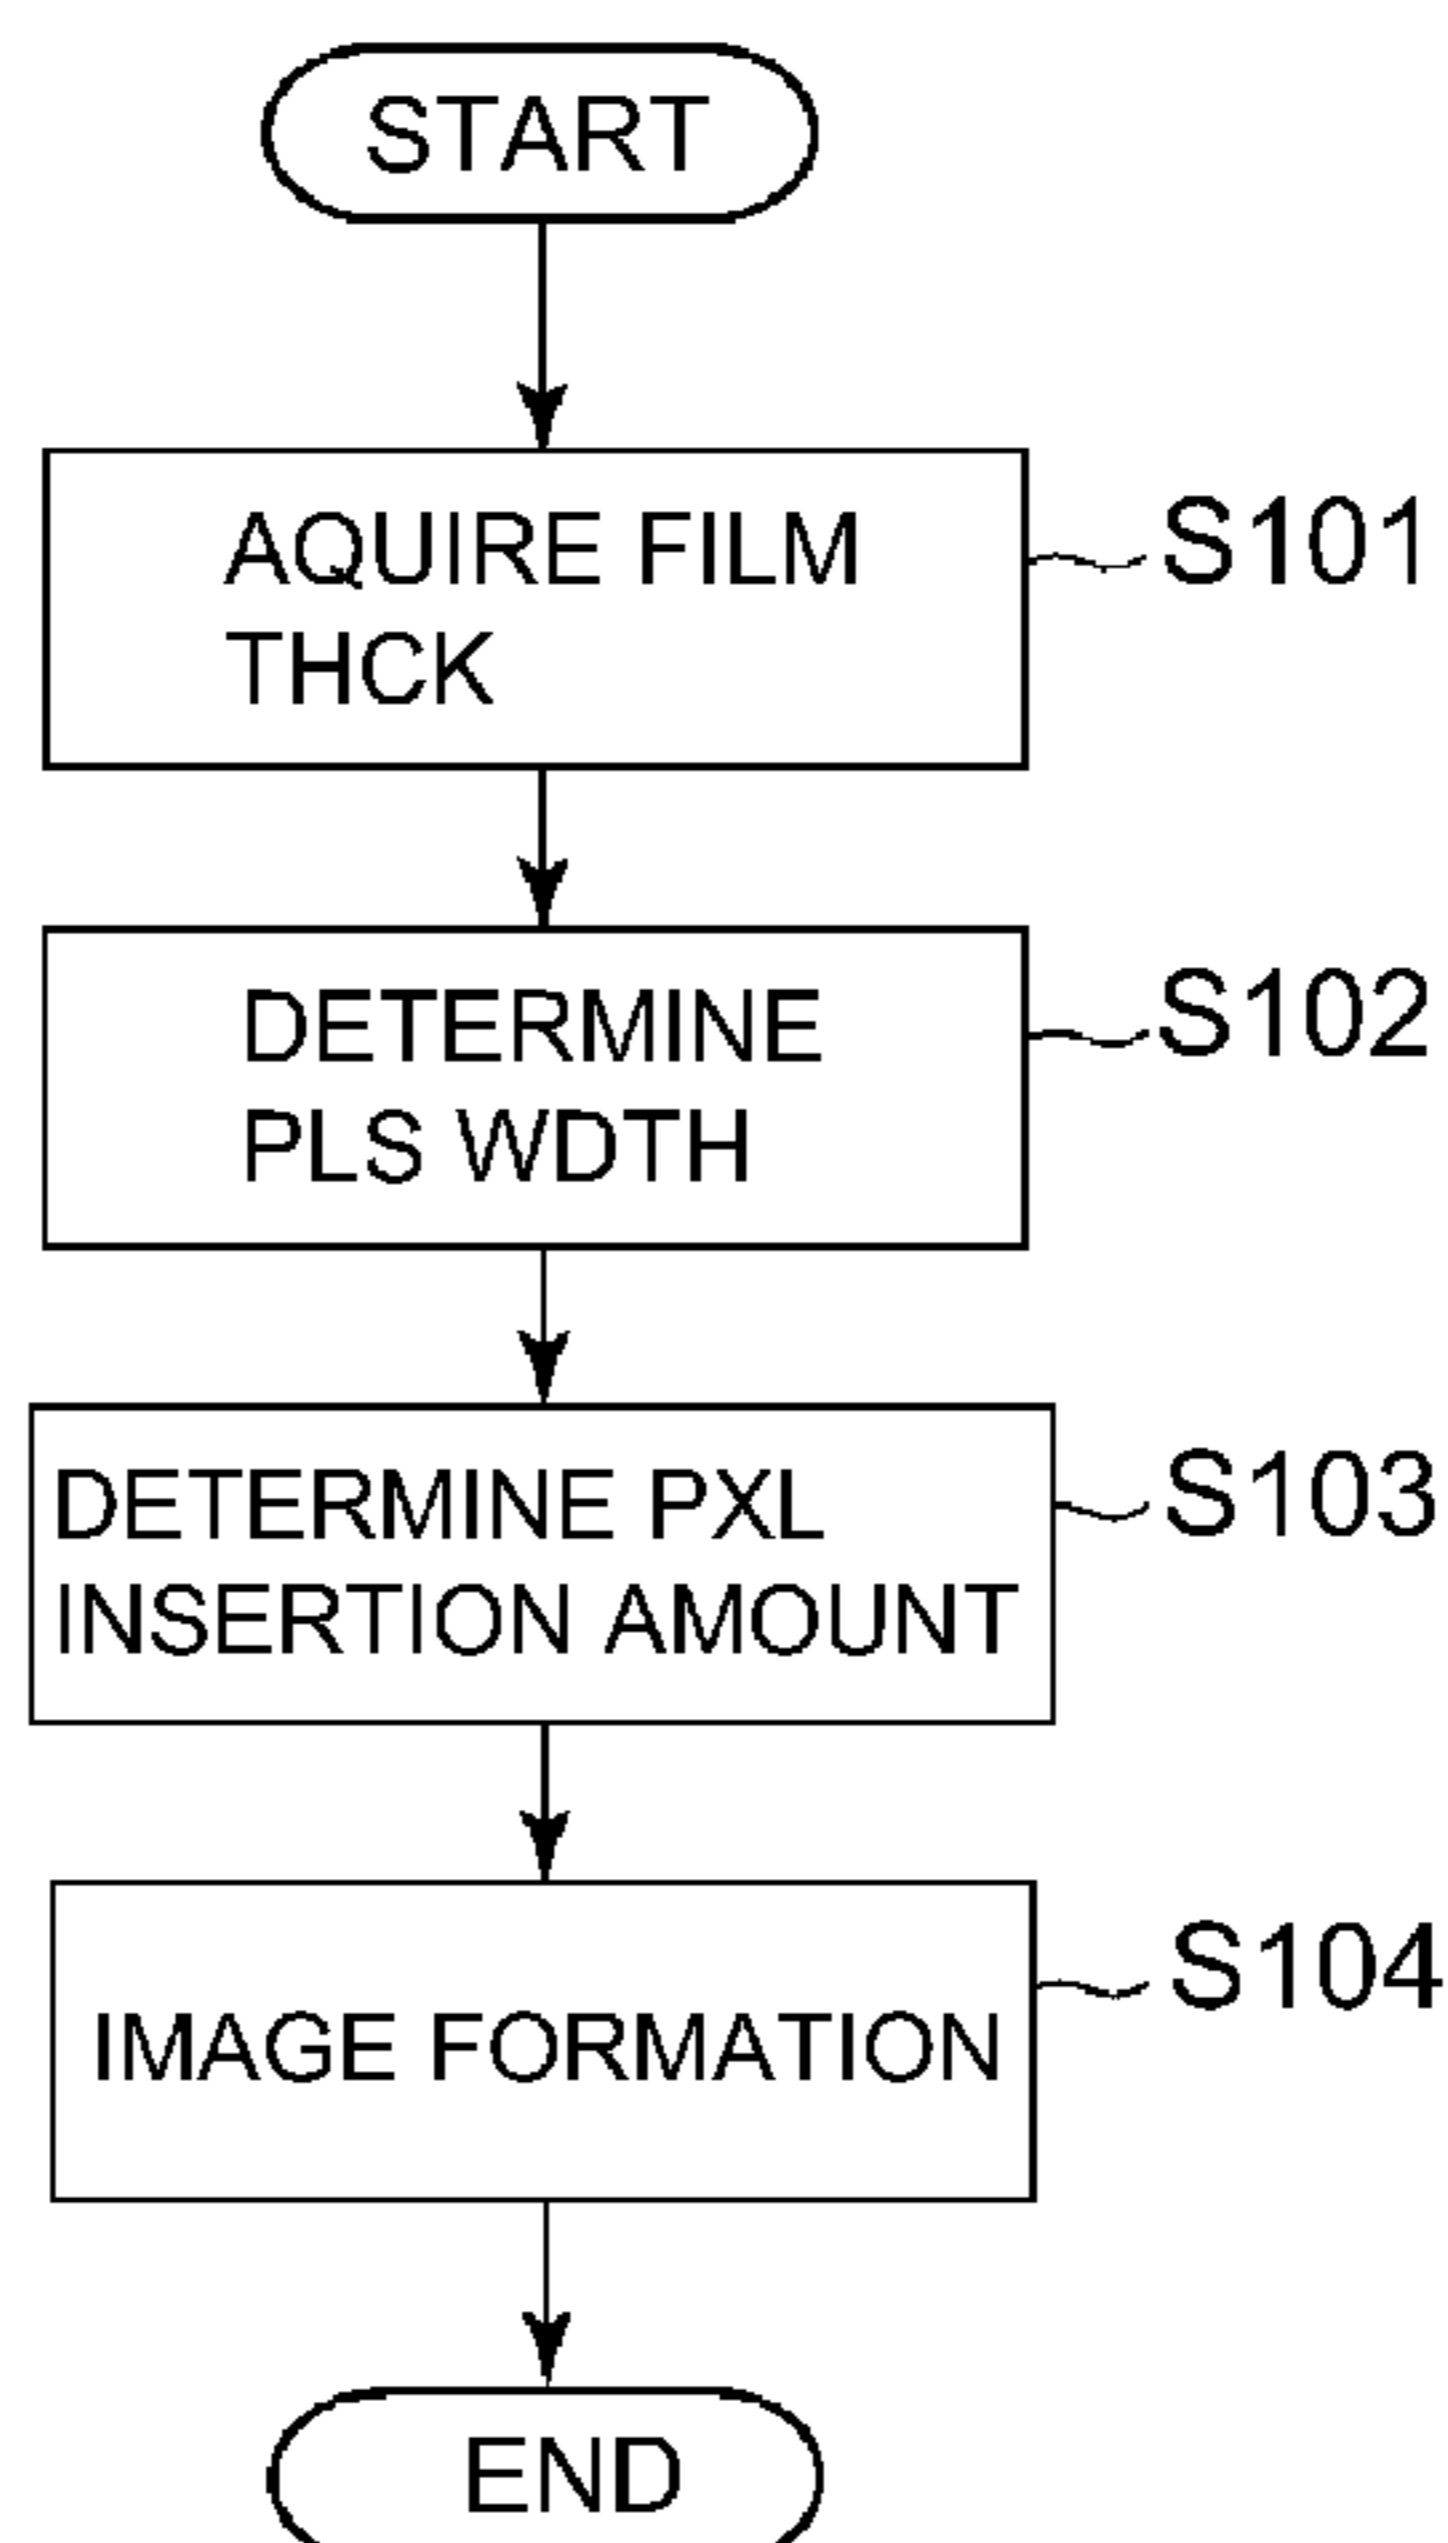 START
AQUIRE FILM
THCK
S101
DETERMINE
PLS WDTH
S102
DETERMINE PXL
INSERTION AMOUNT
S103
IMAGE FORMATION
S104
END